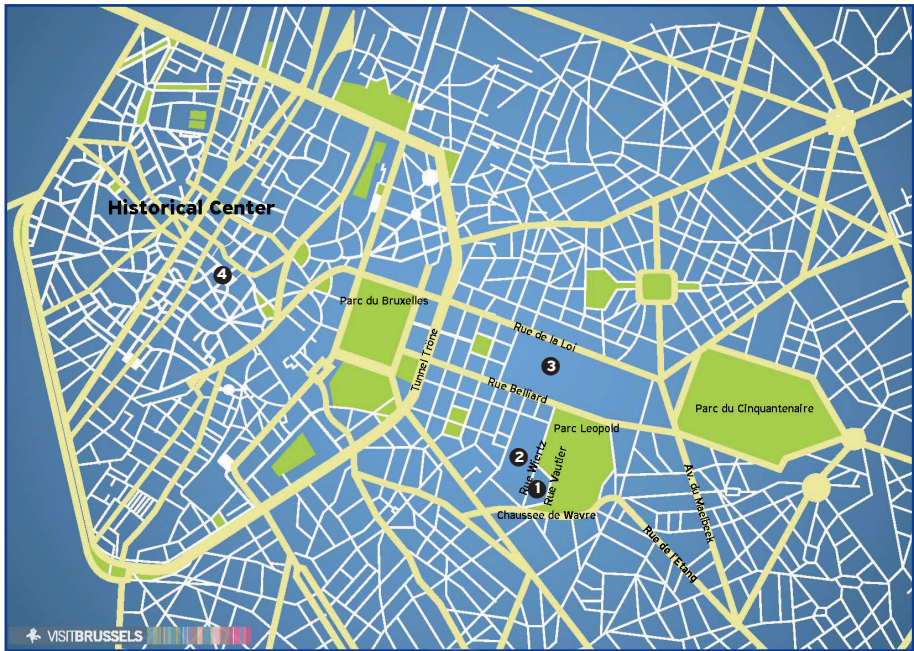 Historical Center
4
Parc du Bruxelles
Tunnel Trône
Rue de la Loi
3
Rue Belliard
Parc du Cinquantenaire
Parc Leopold
2
Rue Wiertz
Rue Vautier
1
Chaussee de Wavre
Av. du Maelbeek
Rue de l'Etang
VISITBRUSSELS